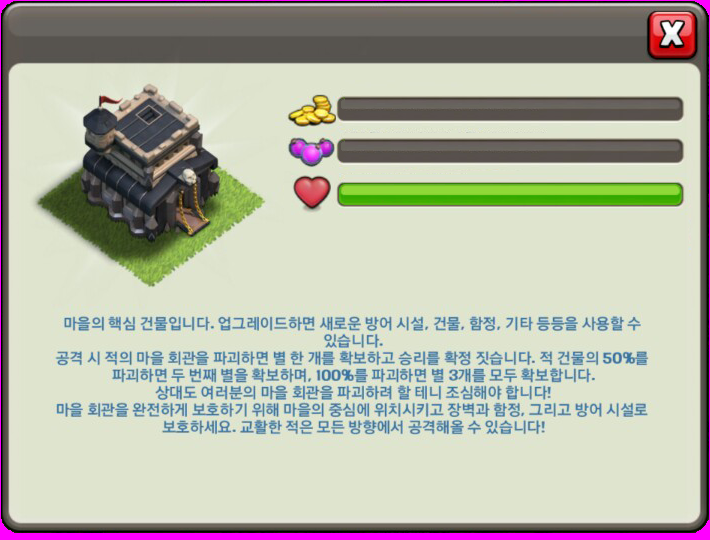 X
마을의 핵심 건물입니다. 업그레이드하면 새로운 방어 시설, 건물, 함정, 기타 등등을 사용할 수
있습니다.
공격 시 적의 마을 회관을 파괴하면 별 한 개를 확보하고 승리를 확정 짓습니다. 적 건물의 50%를
파괴하면 두 번째 별을 확보하며, 100%를 파괴하면 별 3개를 모두 확보합니다.
상대도 여러분의 마을 회관을 파괴하려 할 테니 조심해야 합니다!
마을 회관을 완전하게 보호하기 위해 마을의 중심에 위치시키고 장벽과 함정, 그리고 방어 시설로
보호하세요. 교활한 적은 모든 방향에서 공격해올 수 있습니다!